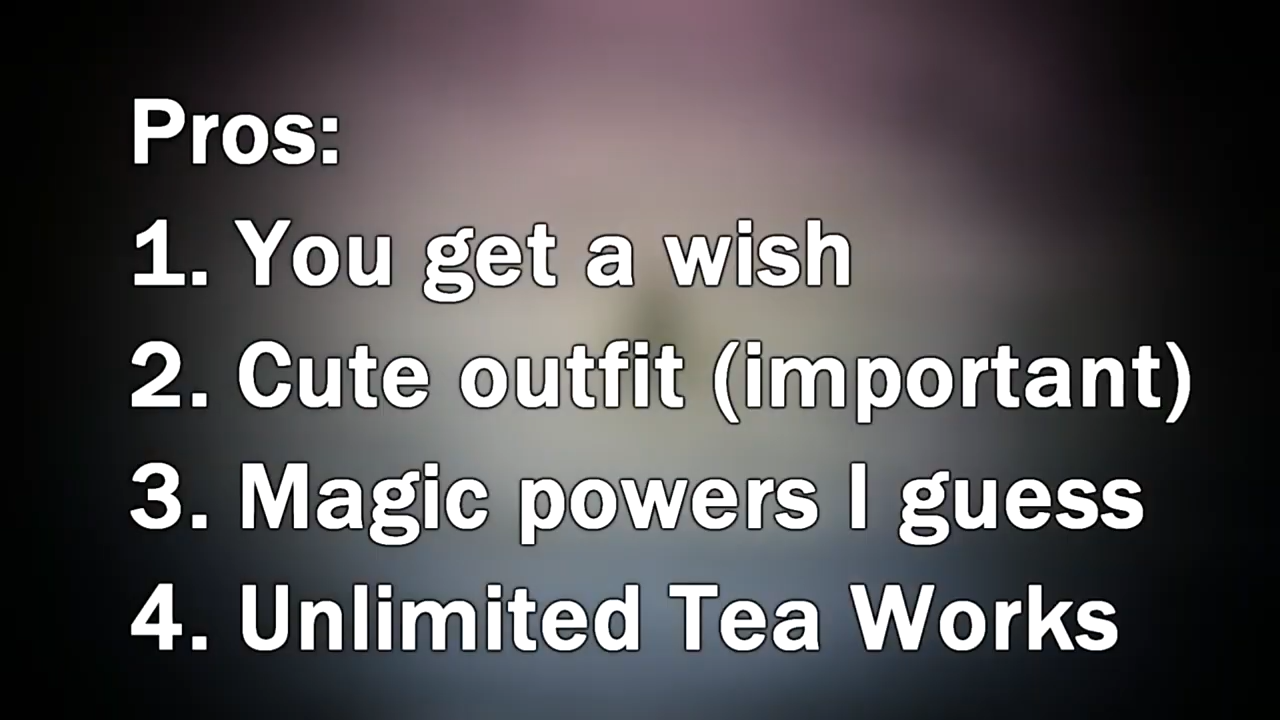 Pros:
1. You get a wish
2. Cute outfit (important)
3. Magic powers I guess
4. Unlimited Tea Works